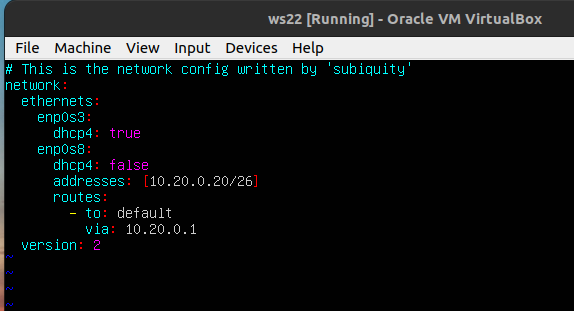 ws22 [Running] - Oracle VM VirtualBox
File Machine View Input Devices Help
# This is the network config written by 'subiquity'
network:
  ethernets:
    enp0s3:
      dhcp4: true
    enp0s8:
      dhcp4: false
      addresses: [10.20.0.20/26]
      routes:
        - to: default
          via: 10.20.0.1
  version: 2
~
~
~
~